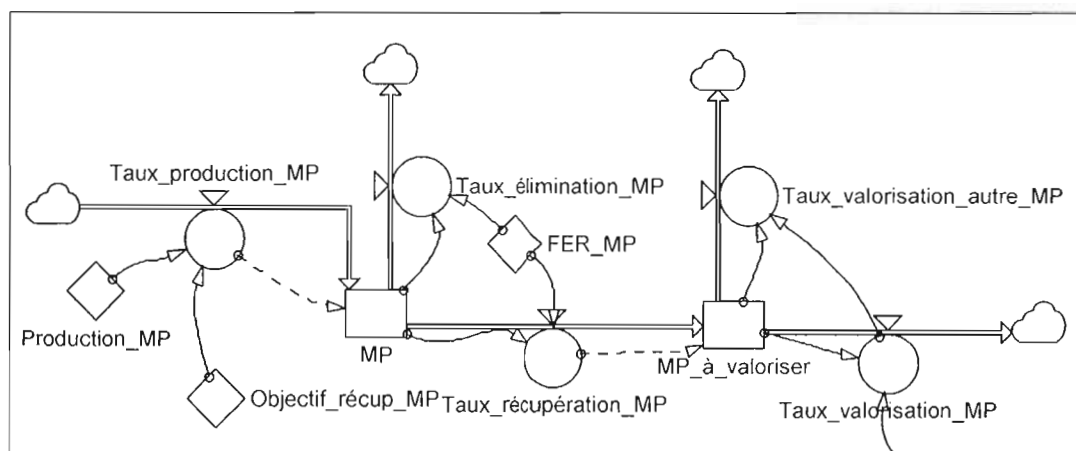 Taux_production_MP
Taux_élimination_MP
Taux_valorisation_autre_MP
FER_MP
Production_MP
MP
MP_à_valoriser
Objectif_récup_MP
Taux_récupération_MP
Taux_valorisation_MP